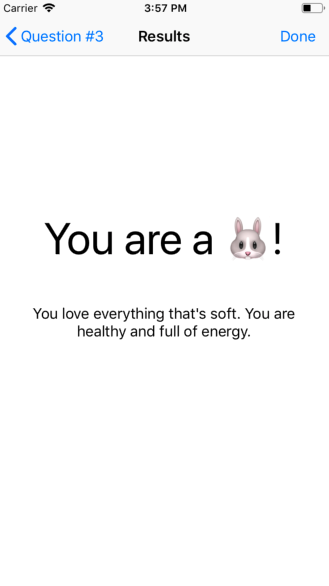 Carrier 3:57 PM
Question #3 Results Done
You are a 🐰!
You love everything that's soft. You are
healthy and full of energy.